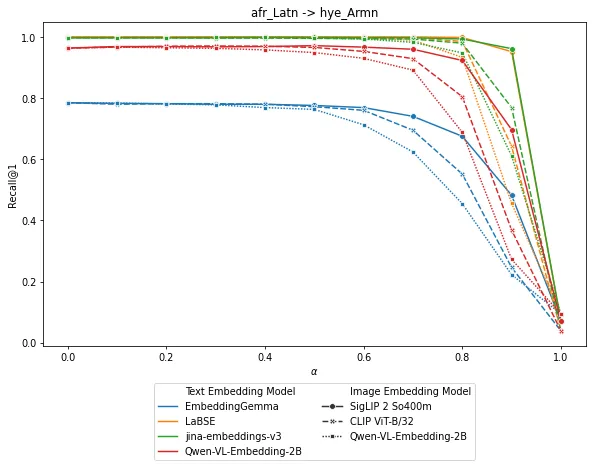 afr_Latn -> hye_Armn
Recall@1
1.0
0.8
0.6
0.4
0.2
0.0
0.0 0.2 0.4 0.6 0.8 1.0
α
Text Embedding Model
EmbeddingGemma
LaBSE
jina-embeddings-v3
Qwen-VL-Embedding-2B
Image Embedding Model
SigLIP 2 So400m
CLIP ViT-B/32
Qwen-VL-Embedding-2B